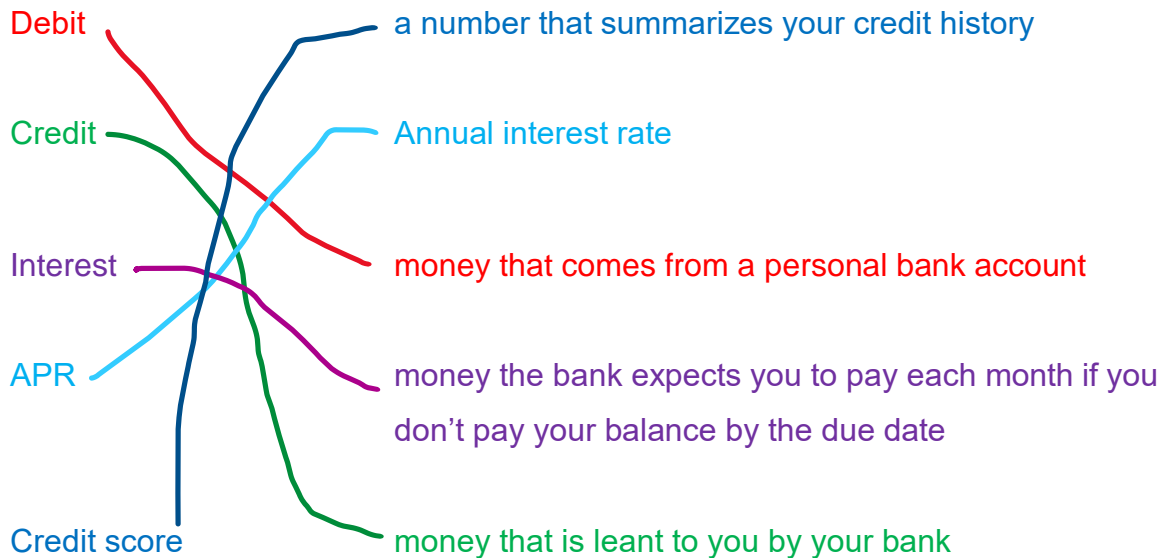 Debit a number that summarizes your credit history
Credit Annual interest rate
Interest money that comes from a personal bank account
APR money the bank expects you to pay each month if you
don’t pay your balance by the due date
Credit score money that is leant to you by your bank